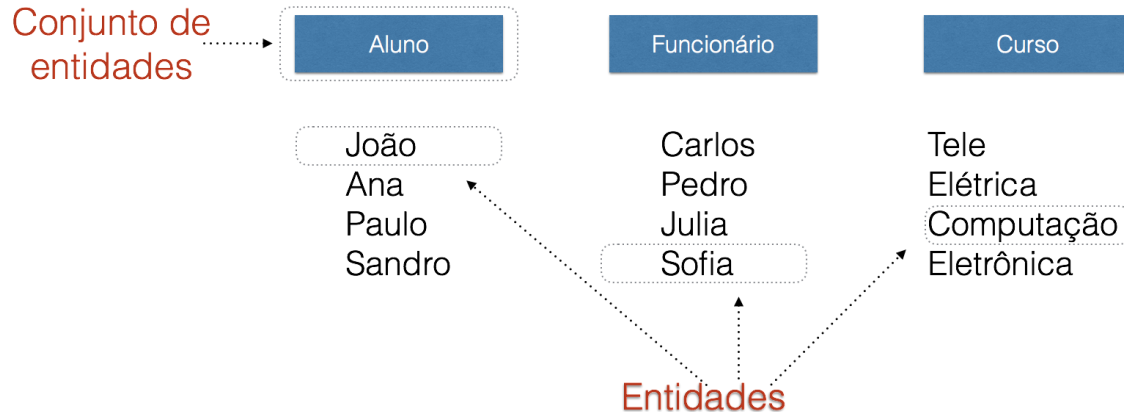 Conjunto de
entidades
Aluno
Funcionário
Curso
João
Ana
Paulo
Sandro
Carlos
Pedro
Julia
Sofia
Tele
Elétrica
Computação
Eletrônica
Entidades